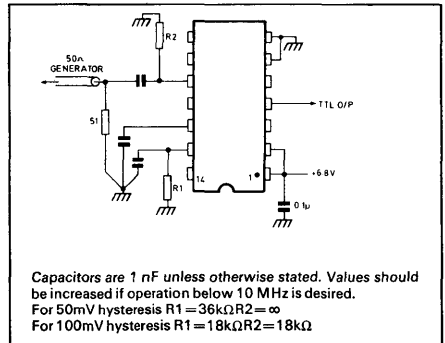 R2
50Ω
GENERATOR
51
TTL O/P
14
1
+6.8V
R1
0.1μ
Capacitors are 1 nF unless otherwise stated. Values should
be increased if operation below 10 MHz is desired.
For 50mV hysteresis R1=36kΩR2=∞
For 100mV hysteresis R1=18kΩR2=18kΩ